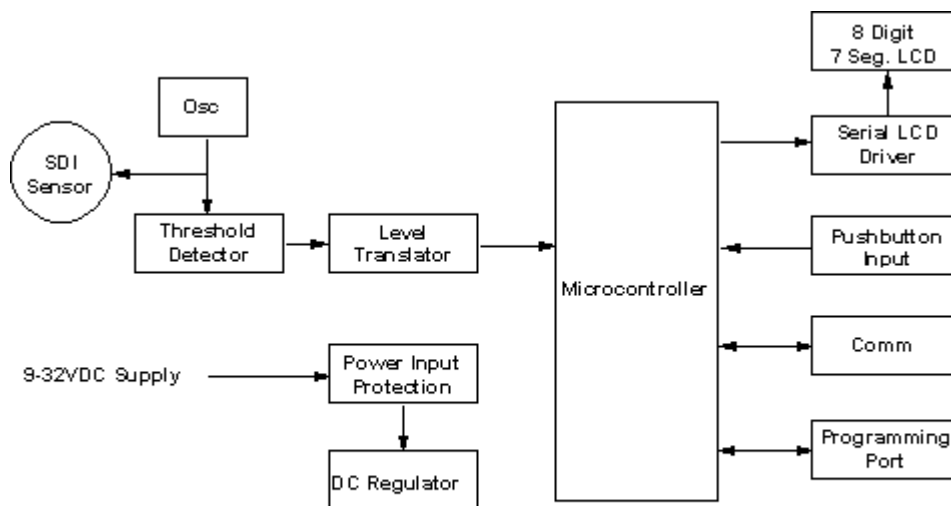 8 Digit
7 Seg. LCD
Osc
SDI
Sensor
Serial LCD
Driver
Threshold
Detector
Level
Translator
Pushbutton
Input
Microcontroller
Comm
9-32VDC Supply
Power Input
Protection
Programming
Port
DC Regulator